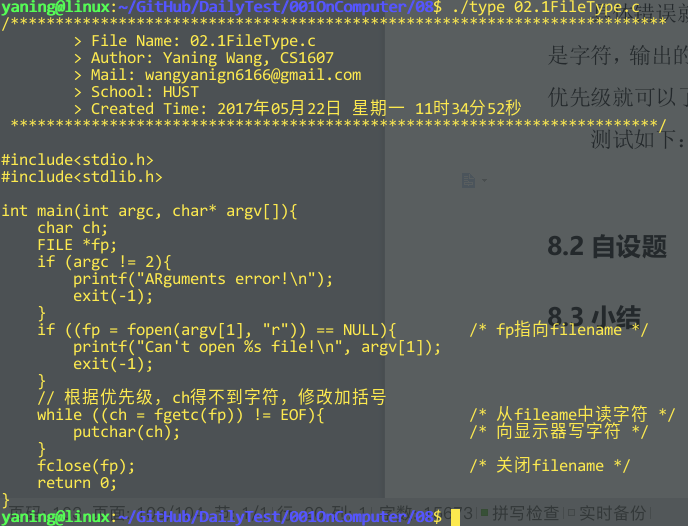 yaning@linux:~/GitHub/DailyTest/001OnComputer/08$ ./type 02.1FileType.c
/*************************************************************************
> File Name: 02.1FileType.c
> Author: Yaning Wang, CS1607
> Mail: wangyanign6166@gmail.com
> School: HUST
> Created Time: 2017年05月22日 星期一 11时34分52秒
************************************************************************/
#include<stdio.h>
#include<stdlib.h>
int main(int argc, char* argv[]){
char ch;
FILE *fp;
if (argc != 2){
printf("ARguments error!\n");
exit(-1);
}
if ((fp = fopen(argv[1], "r")) == NULL){ /* fp指向filename */
printf("Can't open %s file!\n", argv[1]);
exit(-1);
}
// 根据优先级，ch得不到字符，修改加括号
while ((ch = fgetc(fp)) != EOF){ /* 从fileame中读字符 */
putchar(ch); /* 向显示器写字符 */
}
fclose(fp); /* 关闭filename */
return 0;
}
yaning@linux:~/GitHub/DailyTest/001OnComputer/08$
是字符，输出的
优先级就可以了
测试如下：
8.2 自设题
8.3 小结
拼写检查 实时备份